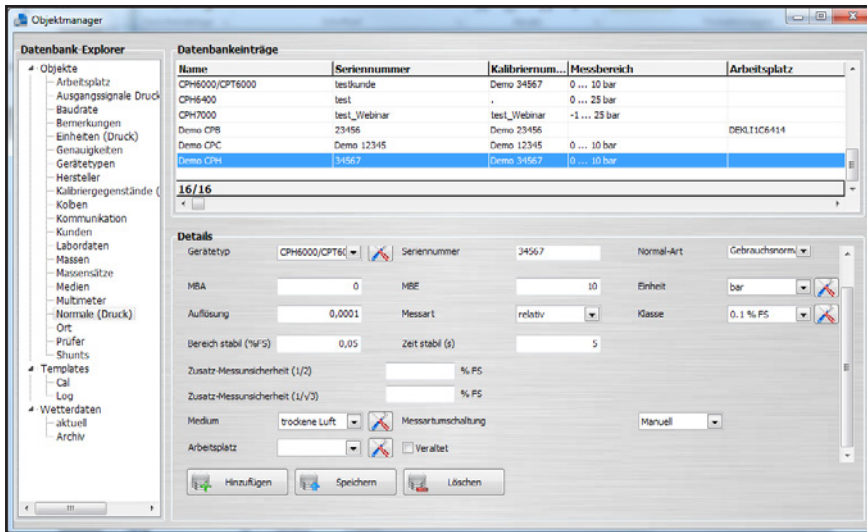 Objektmanager
Datenbank-Explorer
Objekte
Arbeitsplatz
Ausgangssignale Druck
Baudrate
Bemerkungen
Einheiten (Druck)
Genauigkeiten
Gerätetypen
Hersteller
Kalibriergegenstände (
Kolben
Kommunikation
Kunden
Labordaten
Massen
Massensätze
Medien
Multimeter
Normale (Druck)
Ort
Prüfer
Shunts
Templates
Cal
Log
Wetterdaten
aktuell
Archiv
Datenbankeinträge
Name Seriennummer Kalibriernum... Messbereich Arbeitsplatz
CPH6000/CPT6000 testkunde Demo 34567 0 ... 10 bar
CPH6400 test . 0 ... 25 bar
CPH7000 test_Webinar test_Webinar -1 ... 25 bar
Demo CPB 23456 Demo 23456 DEKLI1C6414
Demo CPC Demo 12345 Demo 12345 0 ... 10 bar
Demo CPH 34567 Demo 34567 0 ... 10 bar
16/16
Details
Gerätetyp CPH6000/CPT60 Seriennummer 34567 Normal-Art Gebrauchsnorma
MBA 0 MBE 10 Einheit bar
Auflösung 0,0001 Messart relativ Klasse 0.1 % FS
Bereich stabil (%FS) 0,05 Zeit stabil (s) 5
Zusatz-Messunsicherheit (1/2) % FS
Zusatz-Messunsicherheit (1/√3) % FS
Medium trockene Luft Messartumschaltung Manuell
Arbeitsplatz Veraltet
Hinzufügen Speichern Löschen